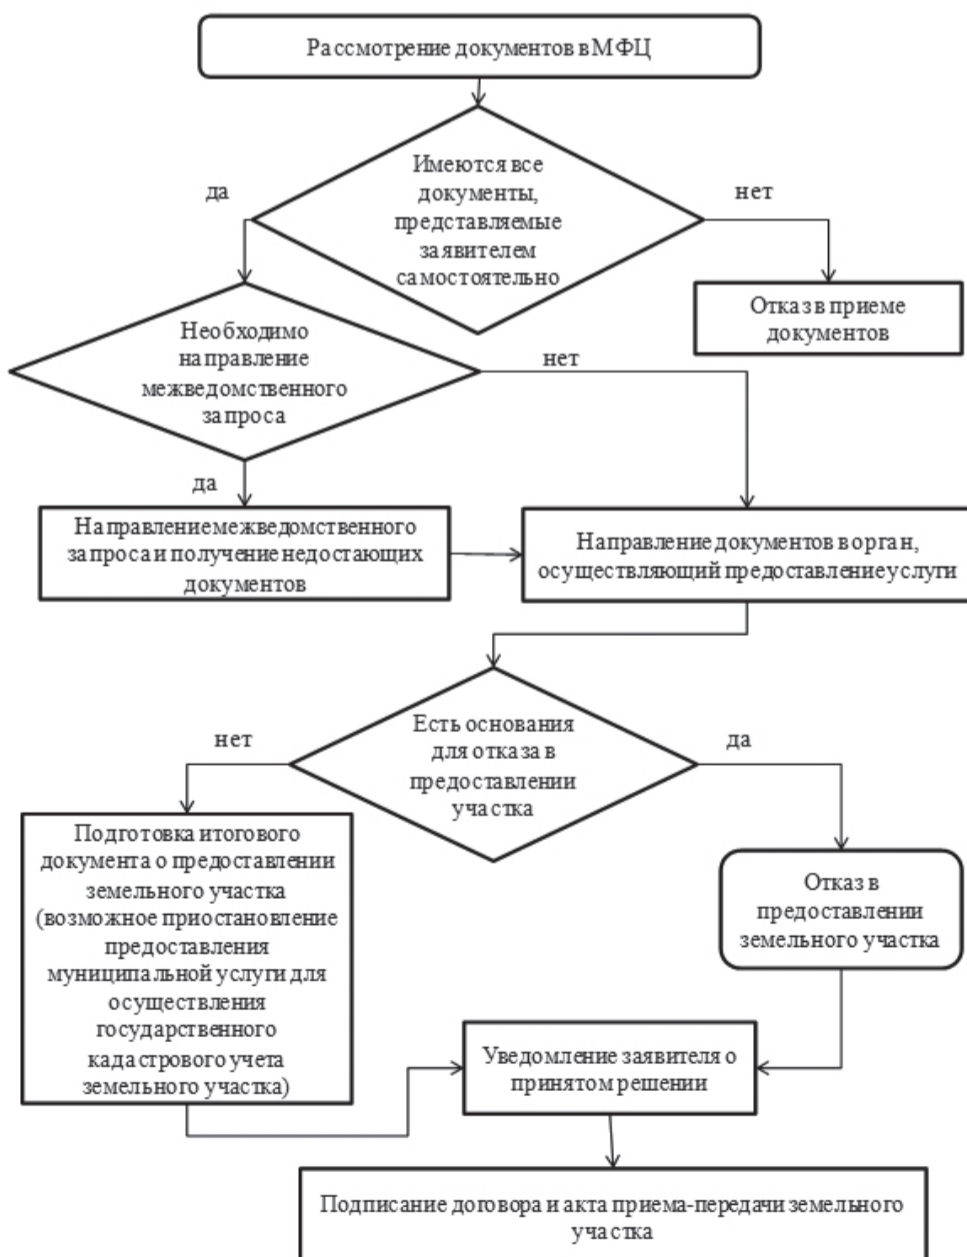 Рассмотрение документов в МФЦ
Имеются все
документы,
представляемые
заявителем
самостоятельно
да
нет
Отказ в приеме
документов
Необходимо
направление
межведомственного
запроса
нет
да
Направление межведомственного
запроса и получение недостающих
документов
Направление документов в орган,
осуществляющий предоставление услуги
Есть основания
для отказа в
предоставлении
участка
нет
да
Подготовка итогового
документа о предоставлении
земельного участка
(возможное приостановление
предоставления
муниципальной услуги для
осуществления
государственного
кадастрового учета
земельного участка)
Отказ в
предоставлении
земельного участка
Уведомление заявителя о
принятом решении
Подписание договора и акта приема-передачи земельного
участка